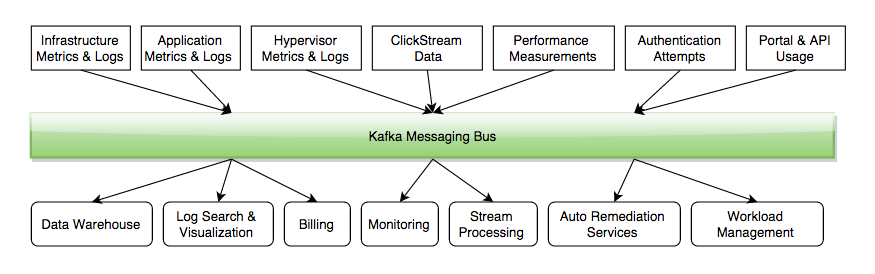 Infrastructure
Metrics & Logs
Application
Metrics & Logs
Hypervisor
Metrics & Logs
ClickStream
Data
Performance
Measurements
Authentication
Attempts
Portal & API
Usage
Kafka Messaging Bus
Data Warehouse
Log Search &
Visualization
Billing
Monitoring
Stream
Processing
Auto Remediation
Services
Workload
Management